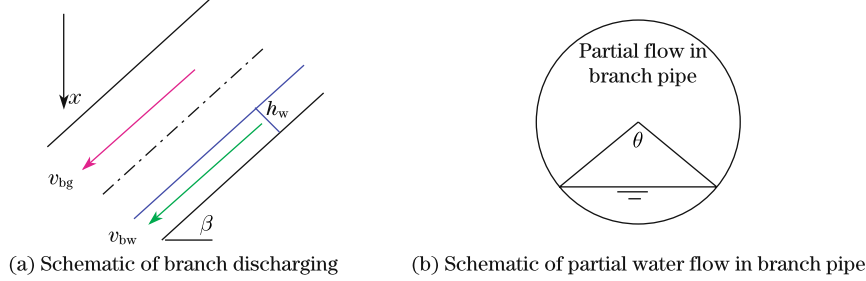 x
h_w
v_bg
v_bw
β
(a) Schematic of branch discharging
Partial flow in
branch pipe
θ
(b) Schematic of partial water flow in branch pipe